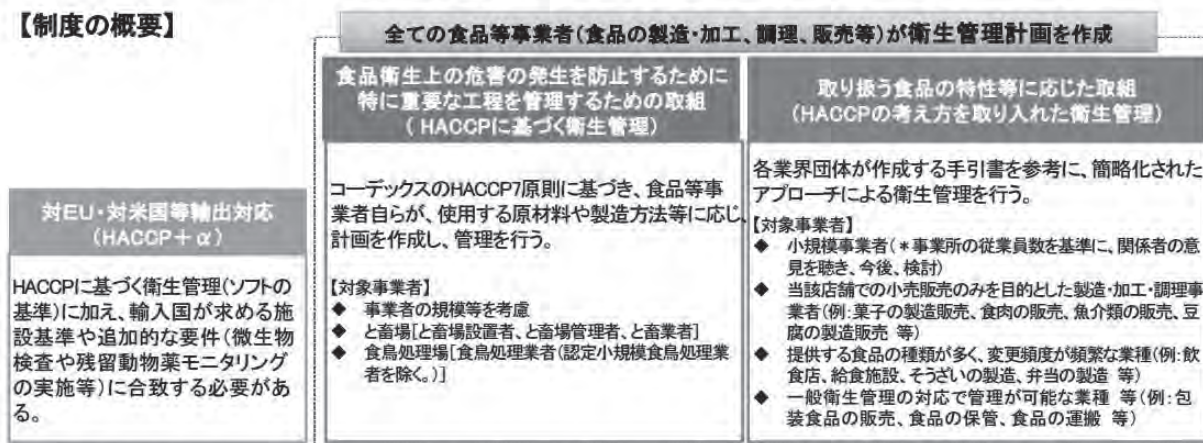 【制度の概要】
全ての食品等事業者(食品の製造・加工、調理、販売等)が衛生管理計画を作成
対EU・対米国等輸出対応
(HACCP+α)
HACCPに基づく衛生管理(ソフトの
基準)に加え、輸入国が求める施
設基準や追加的な要件(微生物
検査や残留動物薬モニタリング
の実施等)に合致する必要があ
る。
食品衛生上の危害の発生を防止するために
特に重要な工程を管理するための取組
(HACCPに基づく衛生管理)
コーデックスのHACCP7原則に基づき、食品等事
業者自らが、使用する原材料や製造方法等に応じ、
計画を作成し、管理を行う。
【対象事業者】
◆ 事業者の規模等を考慮
◆ と畜場[と畜場設置者、と畜場管理者、と畜業者]
◆ 食鳥処理場[食鳥処理業者(認定小規模食鳥処理業
者を除く。)]
取り扱う食品の特性等に応じた取組
(HACCPの考え方を取り入れた衛生管理)
各業界団体が作成する手引書を参考に、簡略化された
アプローチによる衛生管理を行う。
【対象事業者】
◆ 小規模事業者(*事業所の従業員数を基準に、関係者の意
見を聴き、今後、検討)
◆ 当該店舗での小売販売のみを目的とした製造・加工・調理事
業者(例:菓子の製造販売、食肉の販売、魚介類の販売、豆
腐の製造販売 等)
◆ 提供する食品の種類が多く、変更頻度が頻繁な業種(例:飲
食店、給食施設、そうざいの製造、弁当の製造 等)
◆ 一般衛生管理の対応で管理が可能な業種 等(例:包
装食品の販売、食品の保管、食品の運搬 等)